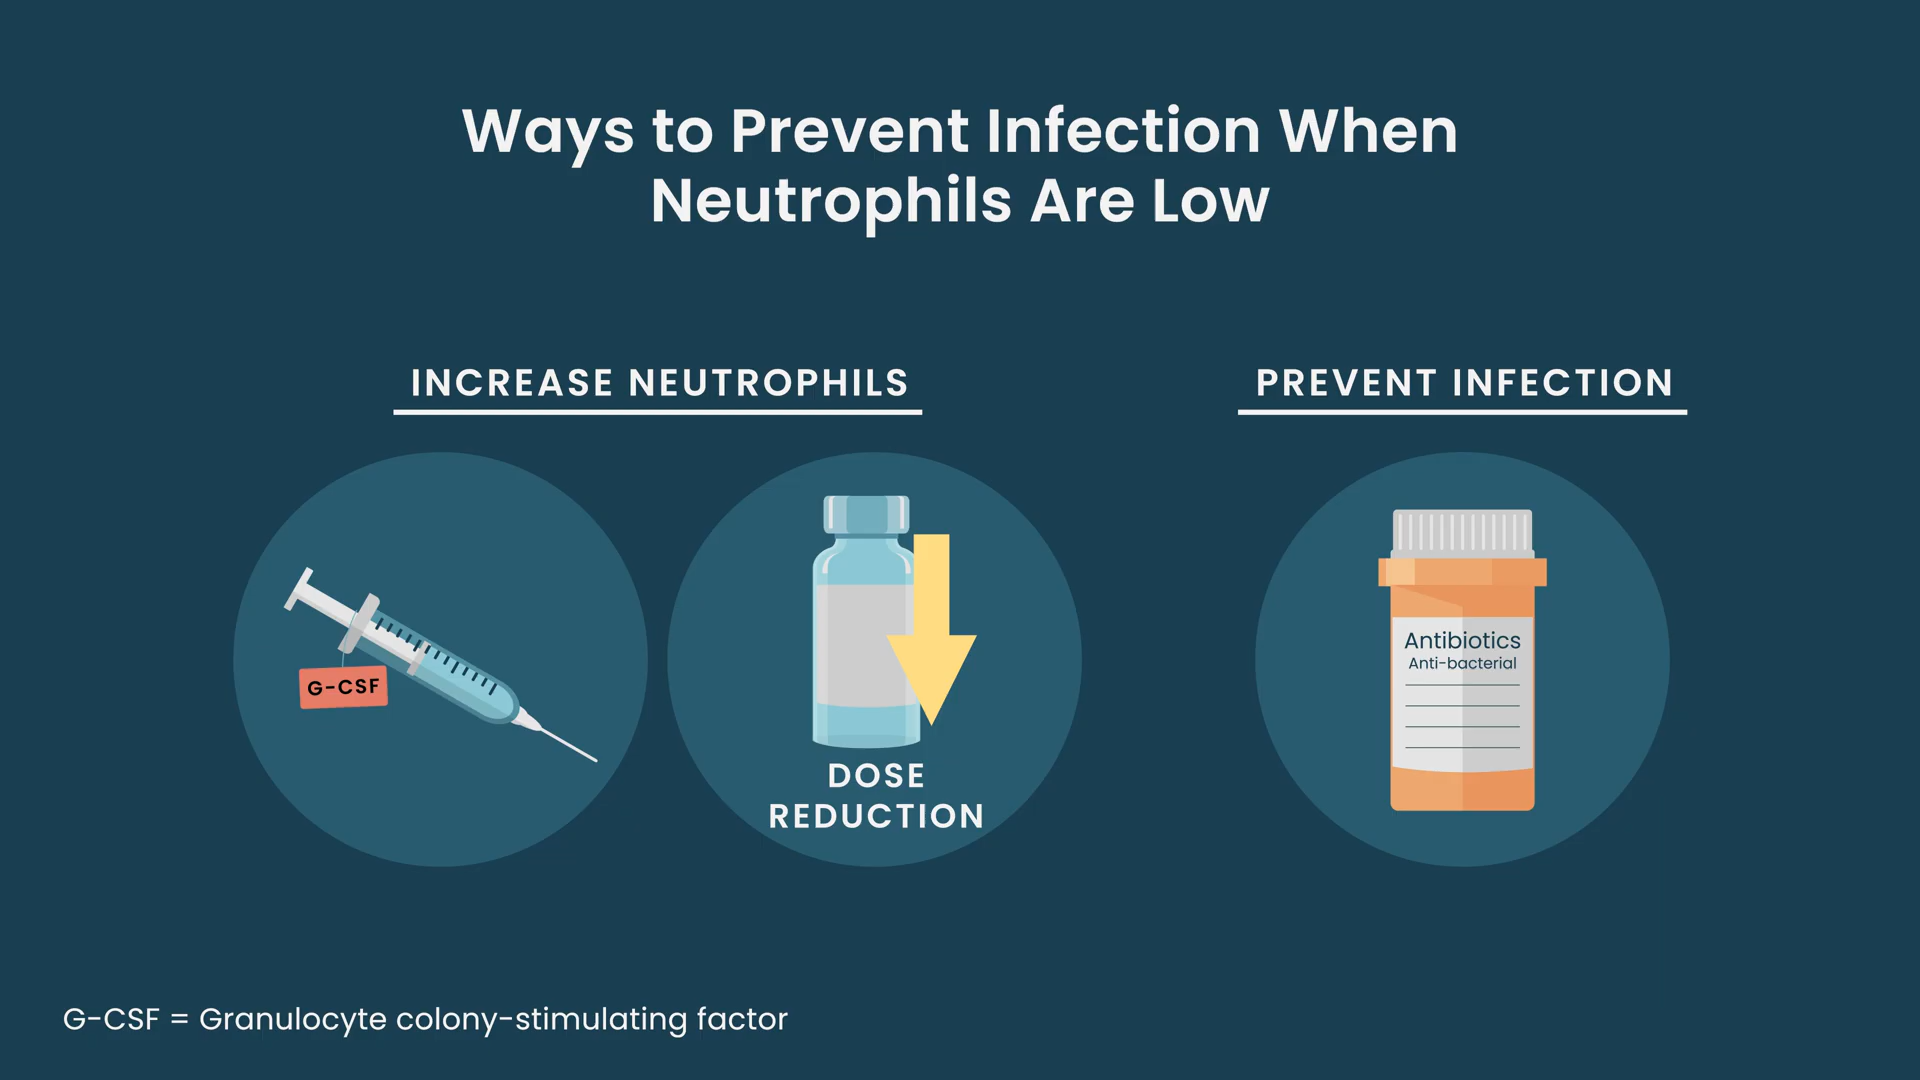 Ways to Prevent Infection When
Neutrophils Are Low
INCREASE NEUTROPHILS
PREVENT INFECTION
G-CSF
DOSE
REDUCTION
Antibiotics
Anti-bacterial
G-CSF = Granulocyte colony-stimulating factor